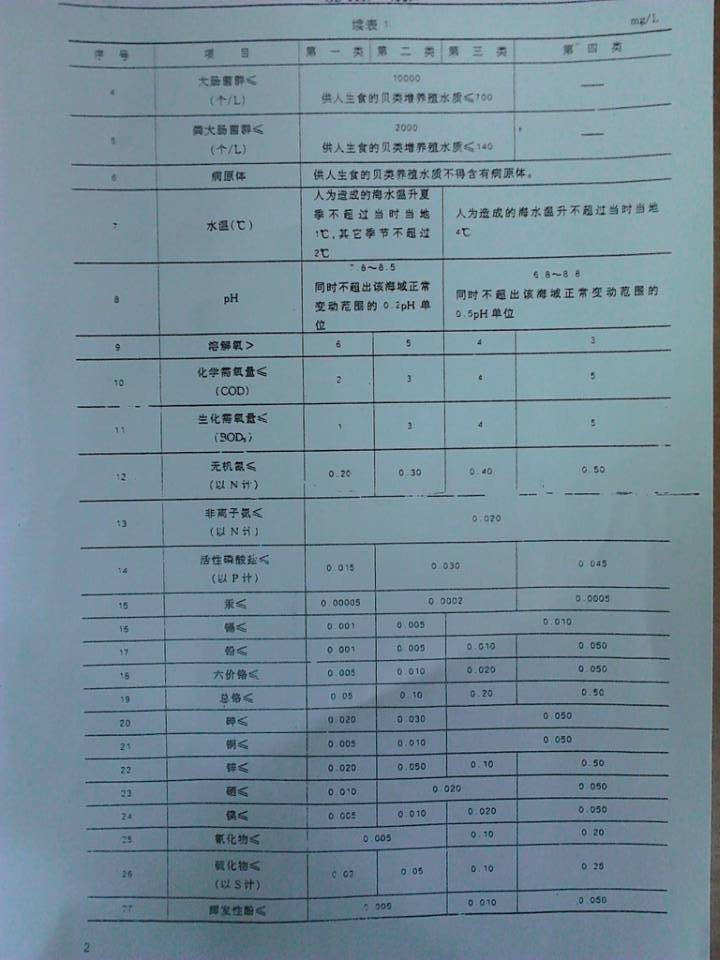 续表 1
mg/L
序号 项目 第一类 第二类 第三类 第四类
4 大肠菌群≤ 10000 ——
(个/L) 供人生食的贝类增养殖水质≤700
5 粪大肠菌群≤ 2000 ——
(个/L) 供人生食的贝类增养殖水质≤140
6 病原体 供人生食的贝类养殖水质不得含有病原体。
7 水温(℃)
人为造成的海水温升夏
季不超过当时当地
1℃,其它季节不超过
2℃
人为造成的海水温升不超过当时当地
4℃
8 pH
.8～8.5
同时不超出该海域正常
变动范围的 0.2pH 单
位
6.8～8.8
同时不超出该海域正常变动范围的
0.5pH 单位
9 溶解氧> 6 5 4 3
10 化学需氧量≤ 2 3 4 5
(COD)
11 生化需氧量≤ 1 3 4 5
(BOD₅)
12 无机氮≤ 0.20 0.30 0.40 0.50
(以 N 计)
13 非离子氨≤ 0.020
(以 N 计)
14 活性磷酸盐≤ 0.015 0.030 0.045
(以 P 计)
15 汞≤ 0.00005 0.0002 0.0005
16 镉≤ 0.001 0.005 0.010
17 铅≤ 0.001 0.005 0.010 0.050
18 六价铬≤ 0.005 0.010 0.020 0.050
19 总铬≤ 0.05 0.10 0.20 0.50
20 砷≤ 0.020 0.030 0.050
21 铜≤ 0.005 0.010 0.050
22 锌≤ 0.020 0.050 0.10 0.50
23 硒≤ 0.010 0.020 0.050
24 镍≤ 0.005 0.010 0.020 0.050
25 氰化物≤ 0.005 0.10 0.20
26 硫化物≤ 0.02 0.05 0.10 0.25
(以 S 计)
27 挥发性酚≤ 0.005 0.010 0.050
2